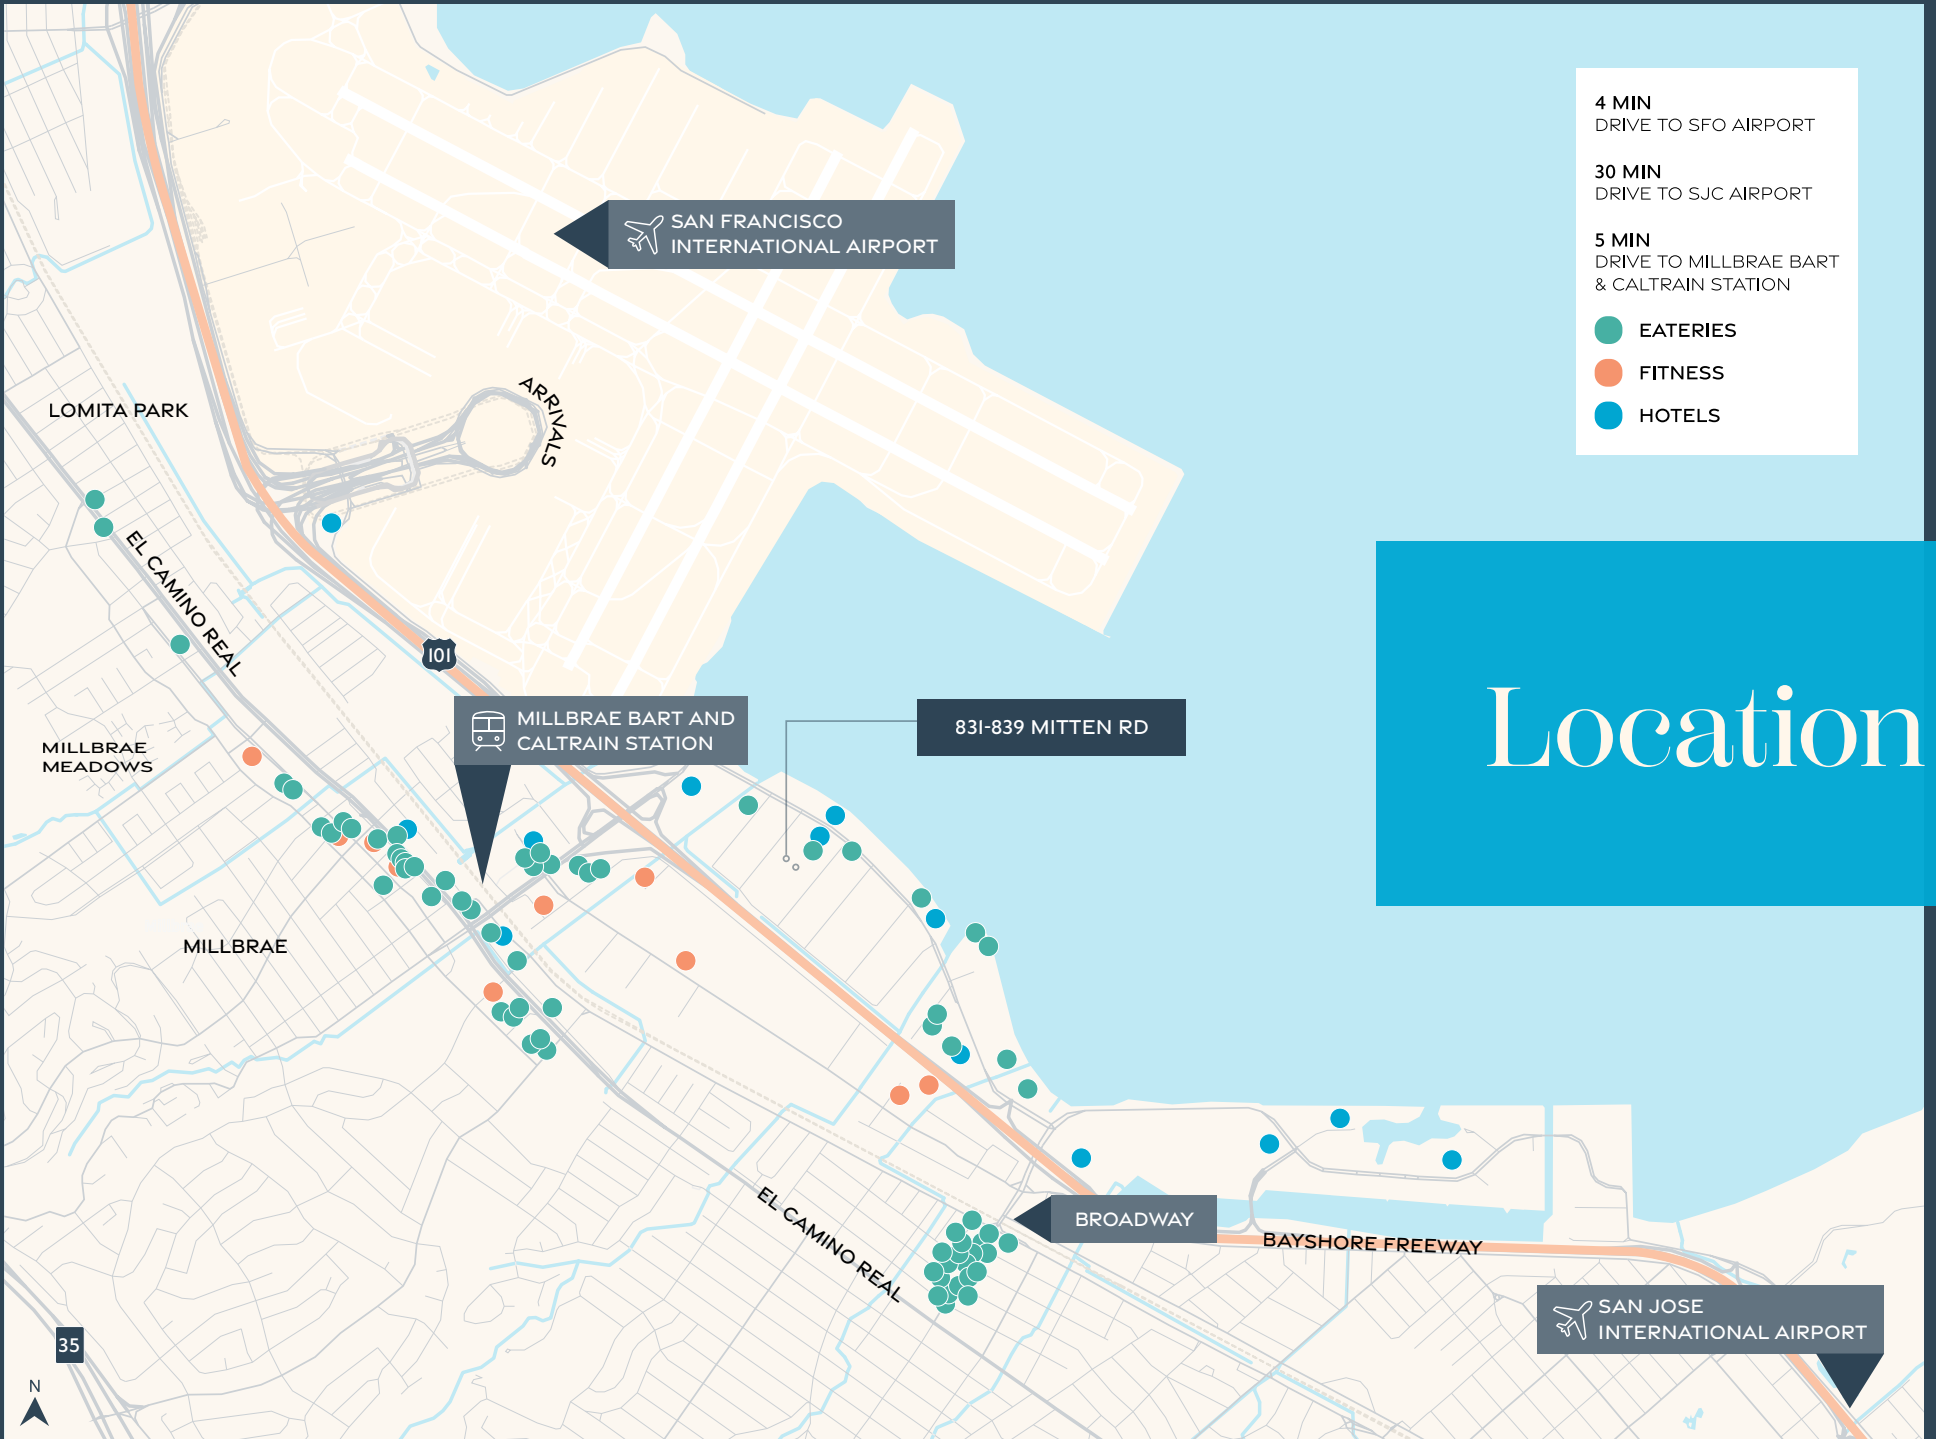 4 MIN
DRIVE TO SFO AIRPORT
30 MIN
DRIVE TO SJC AIRPORT
5 MIN
DRIVE TO MILLBRAE BART
& CALTRAIN STATION
EATERIES
FITNESS
HOTELS
SAN FRANCISCO
INTERNATIONAL AIRPORT
ARRIVALS
LOMITA PARK
EL CAMINO REAL
101
MILLBRAE BART AND
CALTRAIN STATION
831-839 MITTEN RD
Location
MILLBRAE
MEADOWS
MILLBRAE
EL CAMINO REAL
BROADWAY
BAYSHORE FREEWAY
SAN JOSE
INTERNATIONAL AIRPORT
35
N